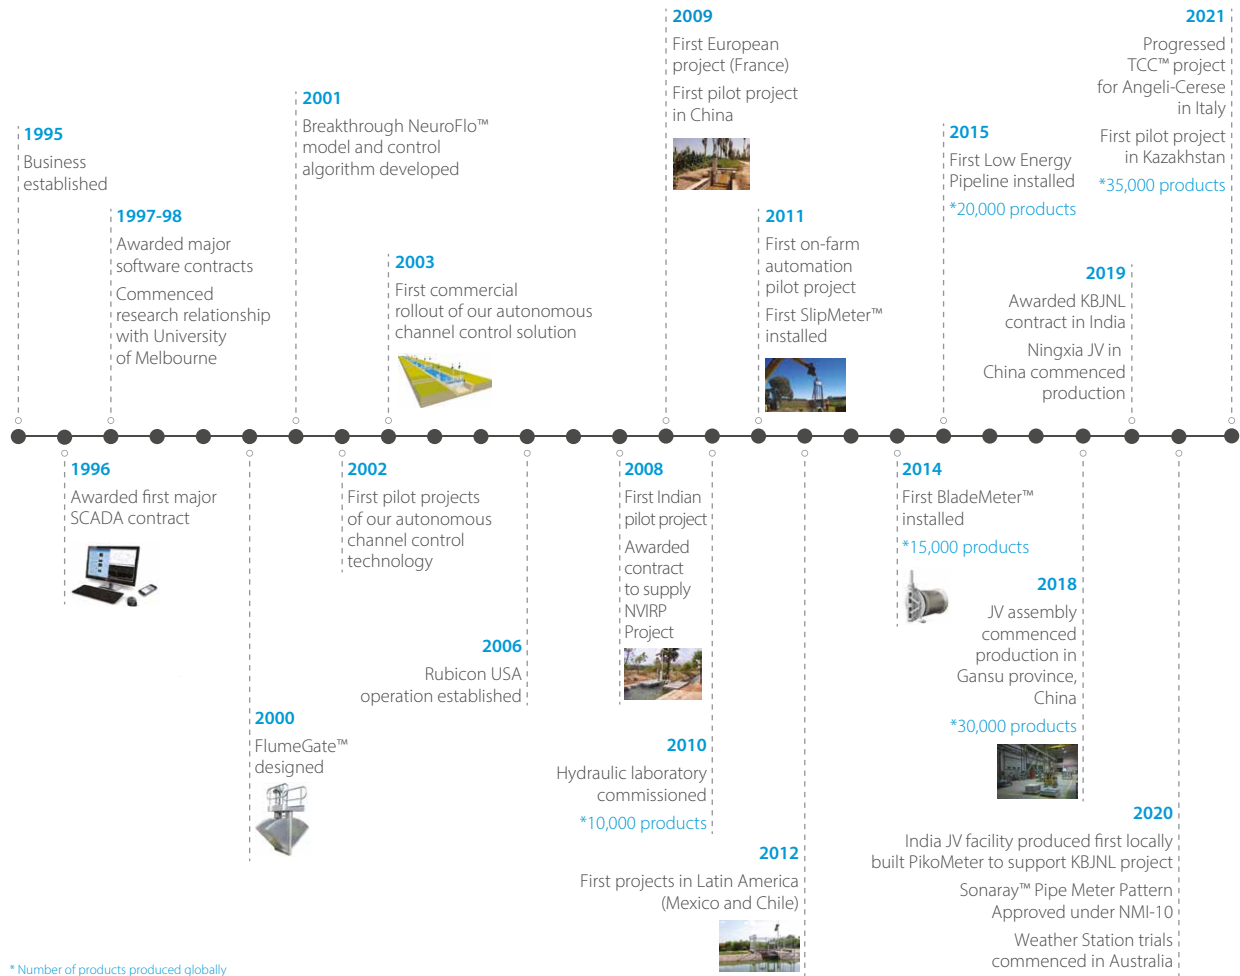 1995
Business
established
1996
Awarded first major
SCADA contract
1997-98
Awarded major
software contracts
Commenced
research relationship
with University
of Melbourne
2000
FlumeGate™
designed
2001
Breakthrough NeuroFlo™
model and control
algorithm developed
2002
First pilot projects
of our autonomous
channel control
technology
2003
First commercial
rollout of our autonomous
channel control solution
2006
Rubicon USA
operation established
2008
First Indian
pilot project
Awarded
contract
to supply
NVIRP
Project
2009
First European
project (France)
First pilot project
in China
2010
Hydraulic laboratory
commissioned
*10,000 products
2011
First on-farm
automation
pilot project
First SlipMeter™
installed
2012
First projects in Latin America
(Mexico and Chile)
2014
First BladeMeter™
installed
*15,000 products
2015
First Low Energy
Pipeline installed
*20,000 products
2018
JV assembly
commenced
production in
Gansu province,
China
*30,000 products
2019
Awarded KBJNL
contract in India
Ningxia JV in
China commenced
production
2020
India JV facility produced first locally
built PikoMeter to support KBJNL project
Sonaray™ Pipe Meter Pattern
Approved under NMI-10
Weather Station trials
commenced in Australia
2021
Progressed
TCC™ project
for Angeli-Cerese
in Italy
First pilot project
in Kazakhstan
*35,000 products
* Number of products produced globally